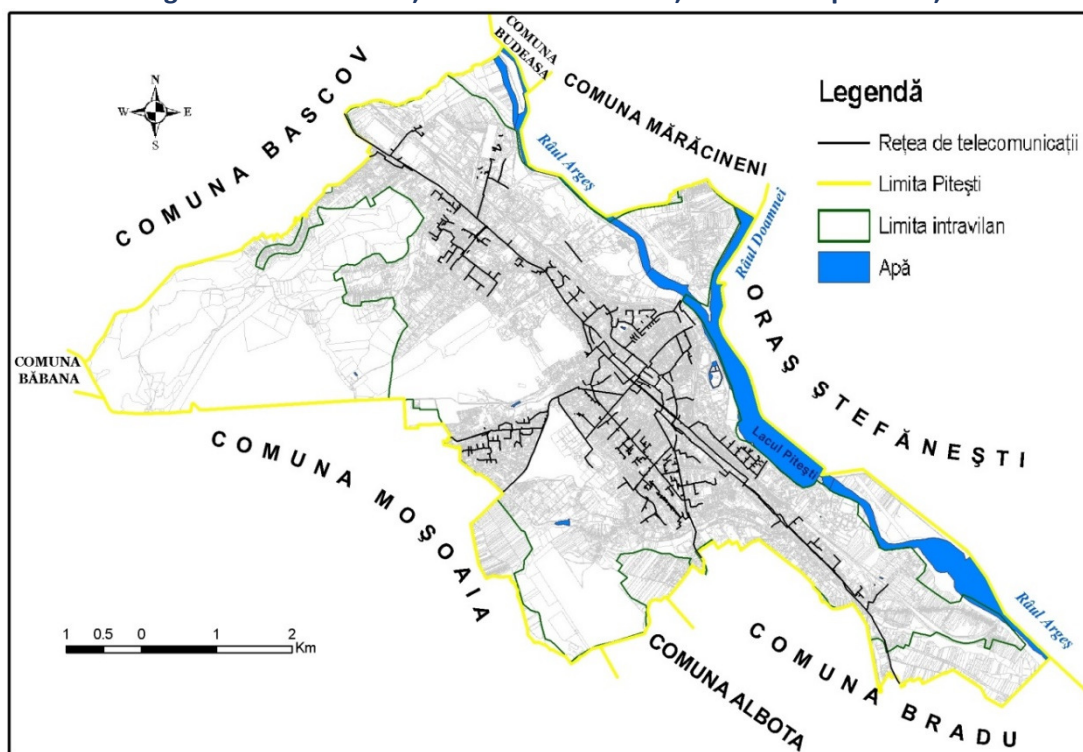 COMUNA
BUDEASA
COMUNA MĂRĂCINENI
COMUNA BASCOV
N
W E
S
Legendă
Rețea de telecomunicații
Limita Piteşti
Limita intravilan
Apă
Râul Argeş
Râul Doamnei
ORAŞ ŞTEFĂNEŞTI
COMUNA
BĂBANA
Lacul Piteşti
COMUNA MOŞOAIA
Râul Argeş
1 0.5 0 1 2
Km
COMUNA ALBOTA
COMUNA BRADU